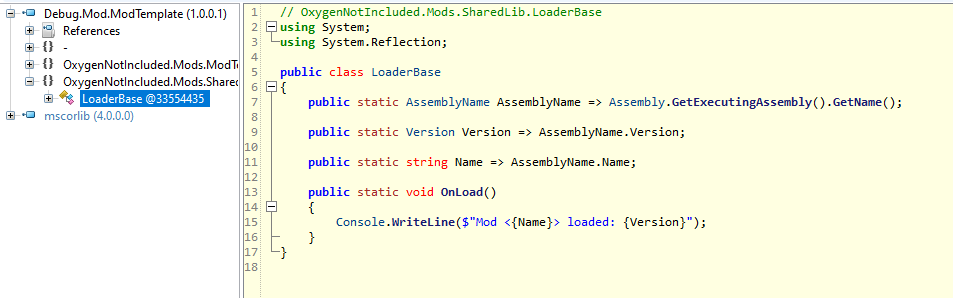 Debug.Mod.ModTemplate (1.0.0.1)
References
-
OxygenNotIncluded.Mods.ModT
OxygenNotIncluded.Mods.Shared
LoaderBase @33554435
mscorlib (4.0.0.0)
1 // OxygenNotIncluded.Mods.SharedLib.LoaderBase
2 using System;
3 using System.Reflection;
4
5 public class LoaderBase
6 {
7 public static AssemblyName AssemblyName => Assembly.GetExecutingAssembly().GetName();
8
9 public static Version Version => AssemblyName.Version;
10
11 public static string Name => AssemblyName.Name;
12
13 public static void OnLoad()
14 {
15 Console.WriteLine($"Mod <{Name}> loaded: {Version}");
16 }
17 }
18